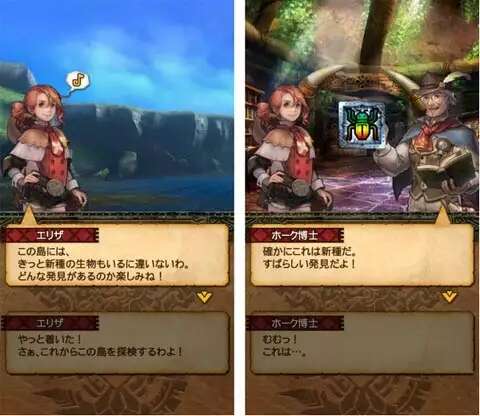 エリザ
この島には、
きっと新種の生物もいるに違いないわ。
どんな発見があるのか楽しみね！
エリザ
やっと着いた！
さぁ、これからこの島を探検するわよ！
ホーク博士
確かにこれは新種だ。
すばらしい発見だよ！
ホーク博士
むむっ！
これは…。